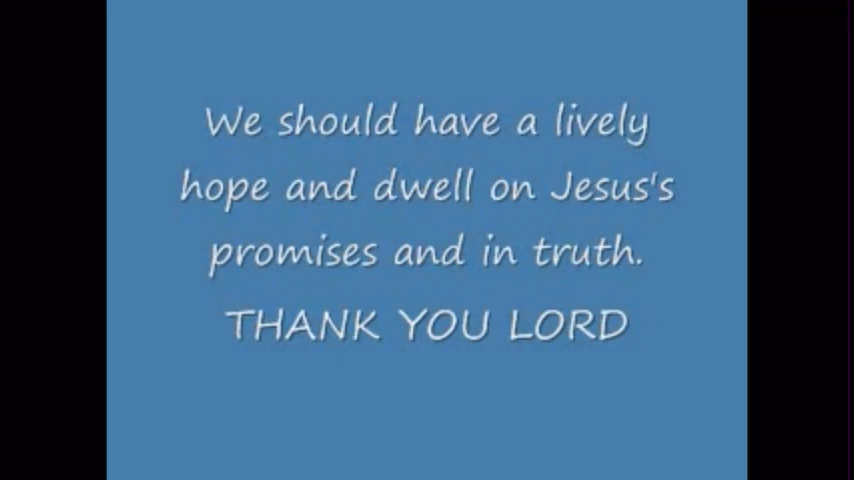 We should have a lively
hope and dwell on Jesus's
promises and in truth.
THANK YOU LORD